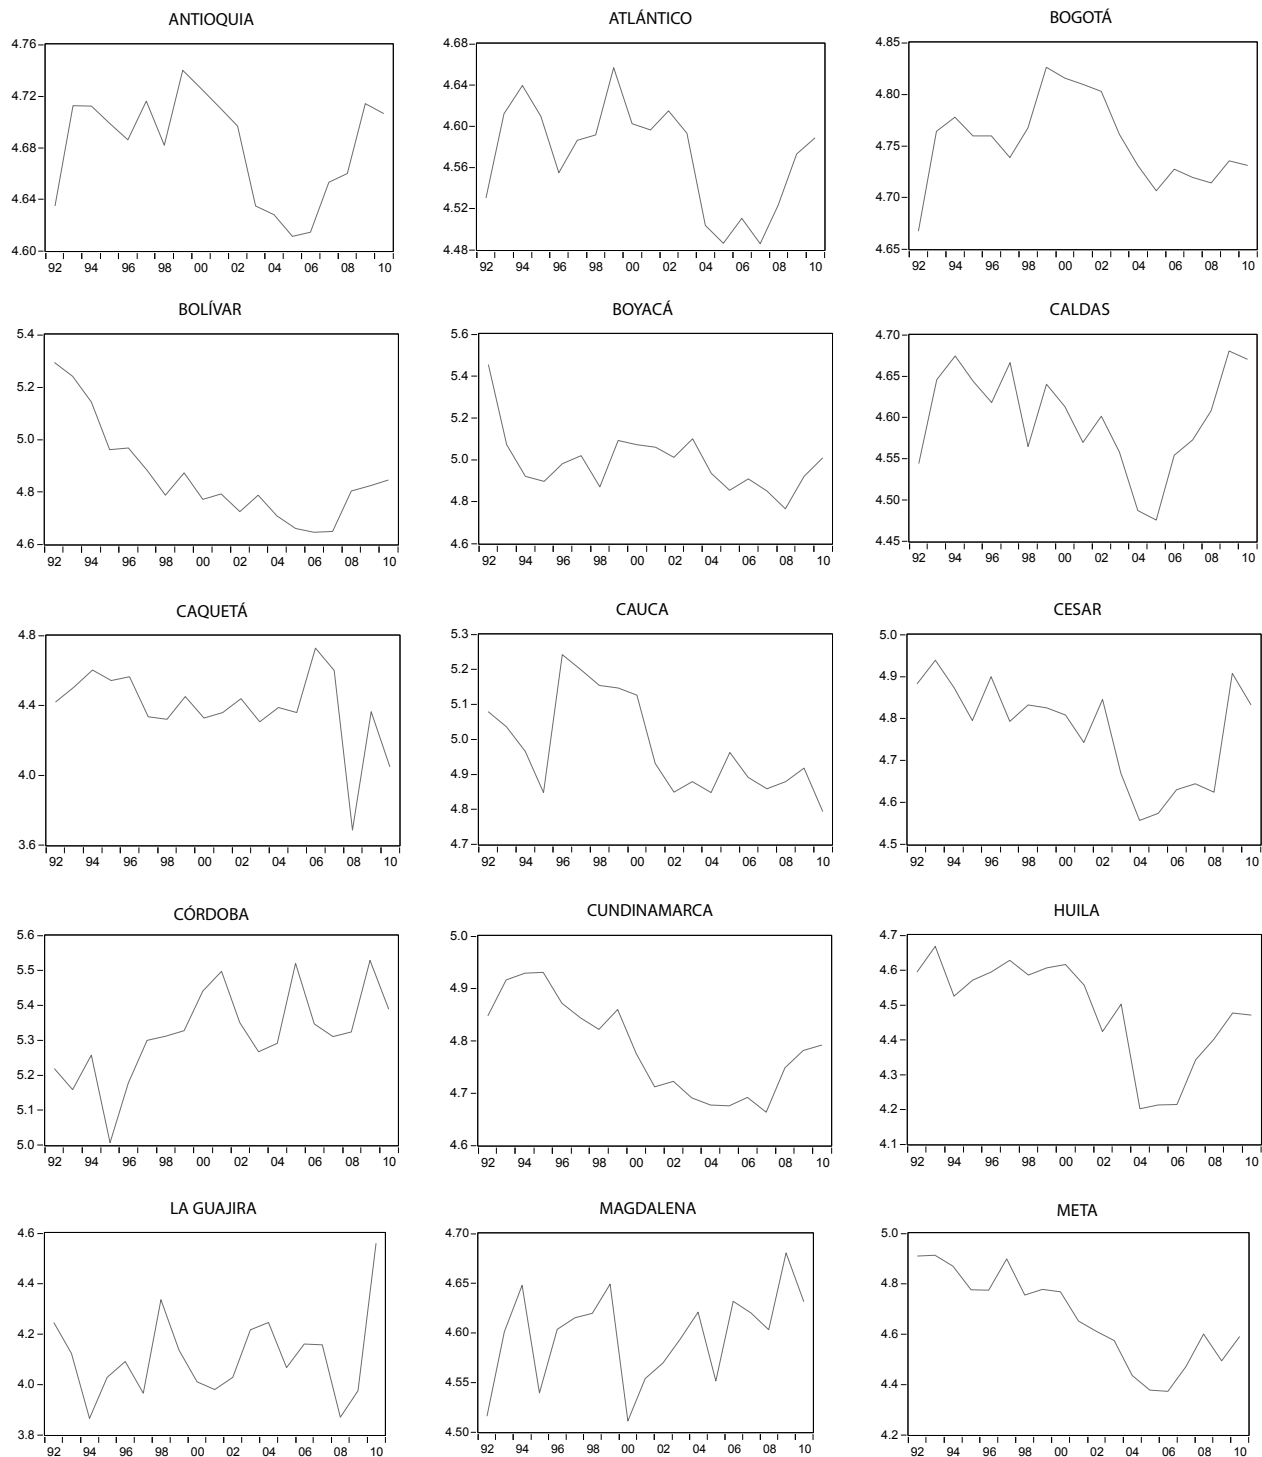 ANTIOQUIA
4.76
4.72
4.68
4.64
4.60
92 94 96 98 00 02 04 06 08 10
ATLÁNTICO
4.68
4.64
4.60
4.56
4.52
4.48
92 94 96 98 00 02 04 06 08 10
BOGOTÁ
4.85
4.80
4.75
4.70
4.65
92 94 96 98 00 02 04 06 08 10
BOLÍVAR
5.4
5.2
5.0
4.8
4.6
92 94 96 98 00 02 04 06 08 10
BOYACÁ
5.6
5.4
5.2
5.0
4.8
4.6
92 94 96 98 00 02 04 06 08 10
CALDAS
4.70
4.65
4.60
4.55
4.50
4.45
92 94 96 98 00 02 04 06 08 10
CAQUETÁ
4.8
4.4
4.0
3.6
92 94 96 98 00 02 04 06 08 10
CAUCA
5.3
5.2
5.1
5.0
4.9
4.8
4.7
92 94 96 98 00 02 04 06 08 10
CESAR
5.0
4.9
4.8
4.7
4.6
4.5
92 94 96 98 00 02 04 06 08 10
CÓRDOBA
5.6
5.5
5.4
5.3
5.2
5.1
5.0
92 94 96 98 00 02 04 06 08 10
CUNDINAMARCA
5.0
4.9
4.8
4.7
4.6
92 94 96 98 00 02 04 06 08 10
HUILA
4.7
4.6
4.5
4.4
4.3
4.2
4.1
92 94 96 98 00 02 04 06 08 10
LA GUAJIRA
4.6
4.4
4.2
4.0
3.8
92 94 96 98 00 02 04 06 08 10
MAGDALENA
4.70
4.65
4.60
4.55
4.50
92 94 96 98 00 02 04 06 08 10
META
5.0
4.8
4.6
4.4
4.2
92 94 96 98 00 02 04 06 08 10